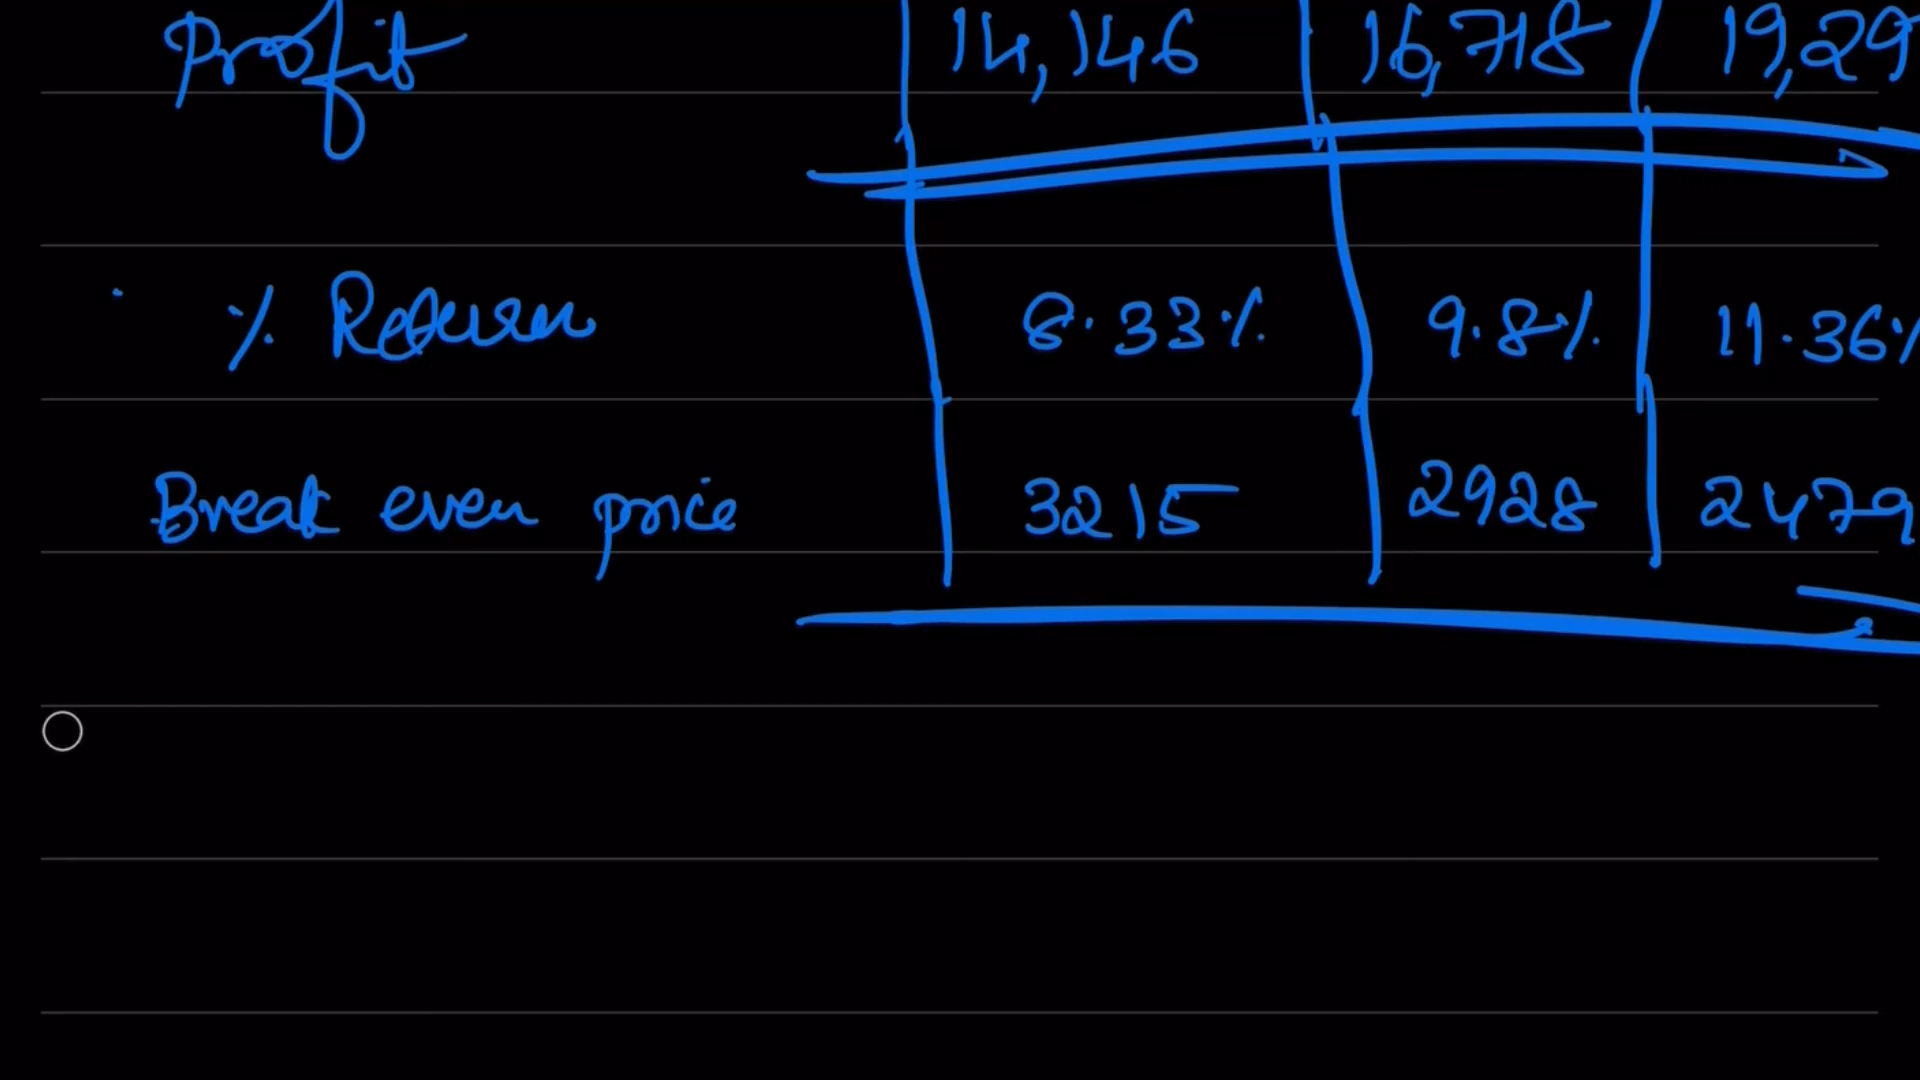 Profit 14,146 16,718 19,29
% Return 8.33% 9.8% 11.36%
Break even price 3215 2928 2479